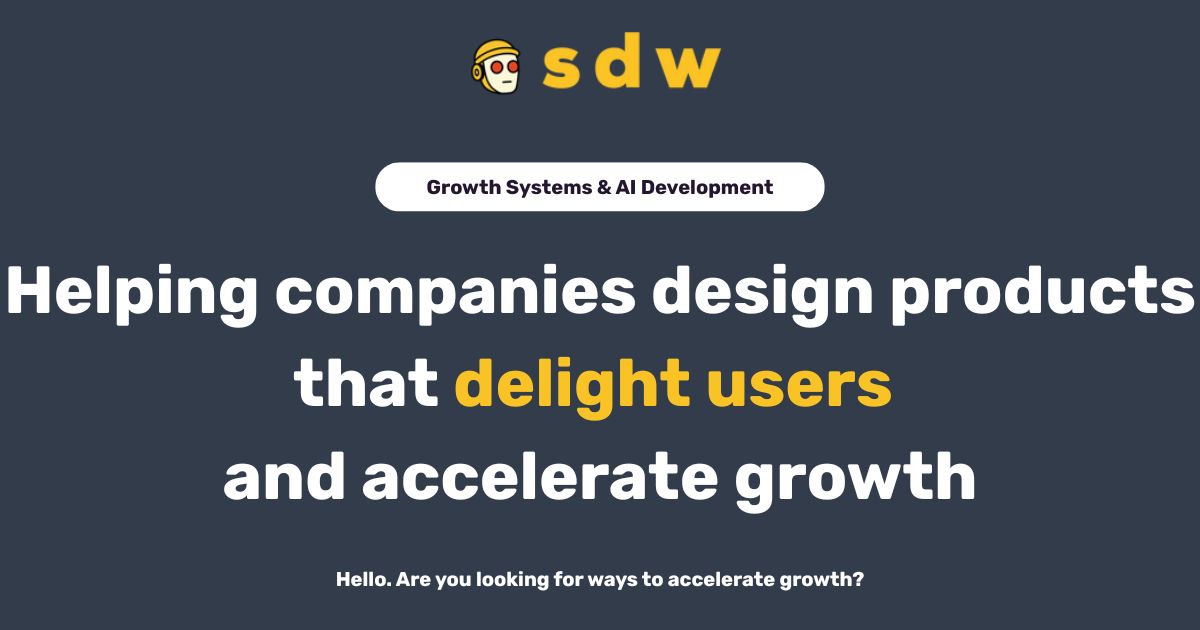 sdw
Growth Systems & AI Development
Helping companies design products
that delight users
and accelerate growth
Hello. Are you looking for ways to accelerate growth?